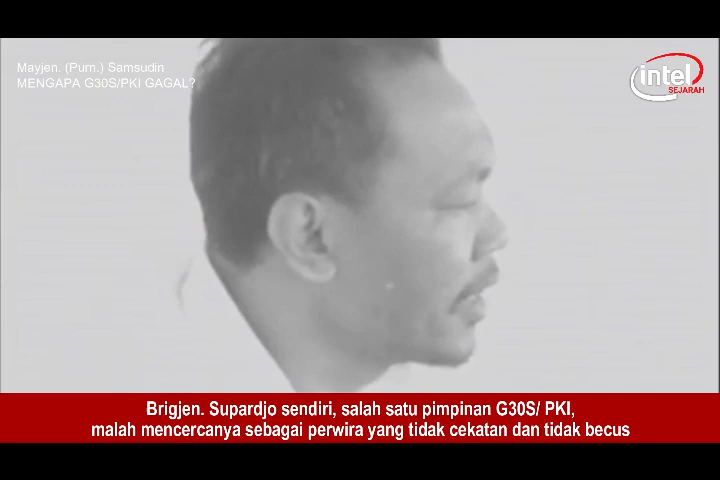 Mayjen. (Purn.) Samsudin
MENGAPA G30S/PKI GAGAL?
intel
SEJARAH
Brigjen. Supardjo sendiri, salah satu pimpinan G30S/ PKI,
malah mencercanya sebagai perwira yang tidak cekatan dan tidak becus